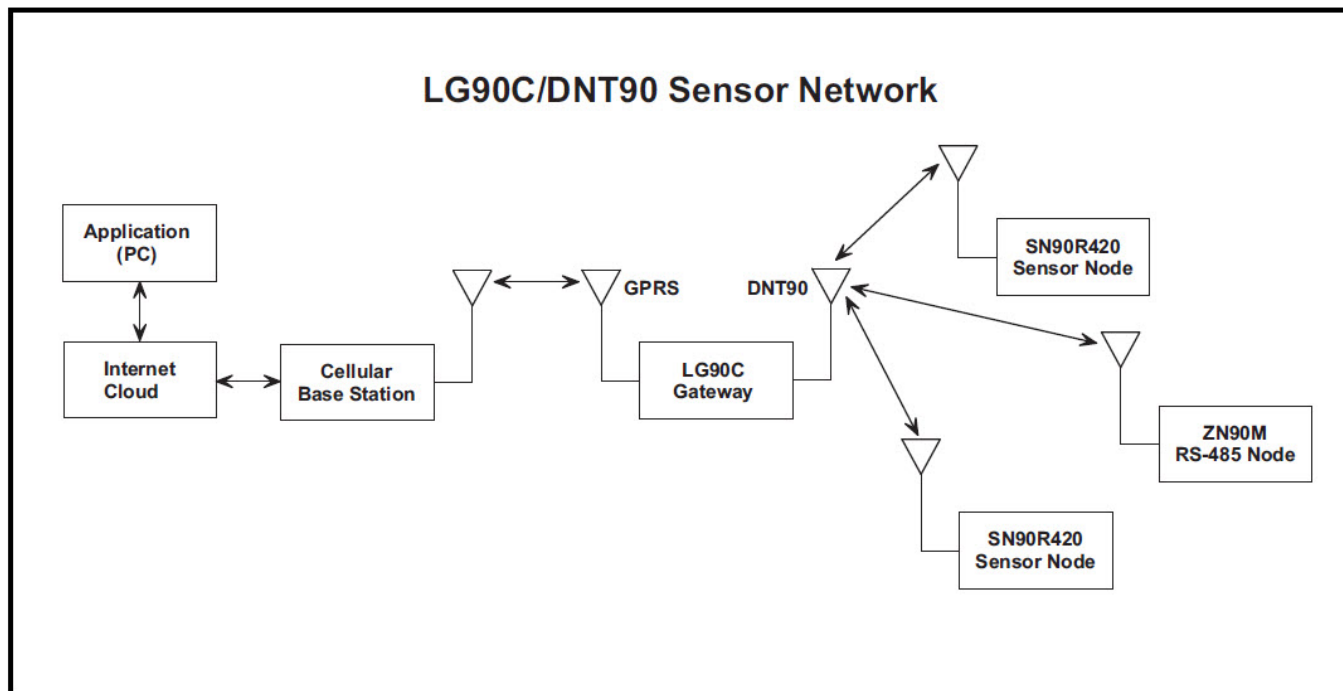 LG90C/DNT90 Sensor Network
Application
(PC)
Internet
Cloud
Cellular
Base Station
GPRS
LG90C
Gateway
DNT90
SN90R420
Sensor Node
ZN90M
RS-485 Node
SN90R420
Sensor Node